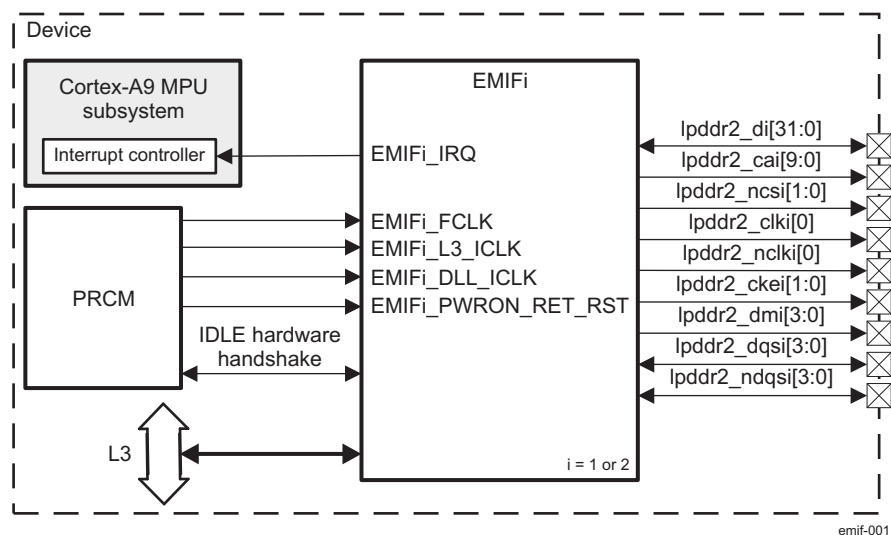 Device
Cortex-A9 MPU
subsystem
Interrupt controller
EMIFi
EMIFi_IRQ
PRCM
EMIFi_FCLK
EMIFi_L3_ICLK
EMIFi_DLL_ICLK
EMIFi_PWRON_RET_RST
IDLE hardware
handshake
L3
i = 1 or 2
lpddr2_di[31:0]
lpddr2_cai[9:0]
lpddr2_ncsi[1:0]
lpddr2_clki[0]
lpddr2_nclki[0]
lpddr2_ckei[1:0]
lpddr2_dmi[3:0]
lpddr2_dqsi[3:0]
lpddr2_ndqsi[3:0]
emif-001